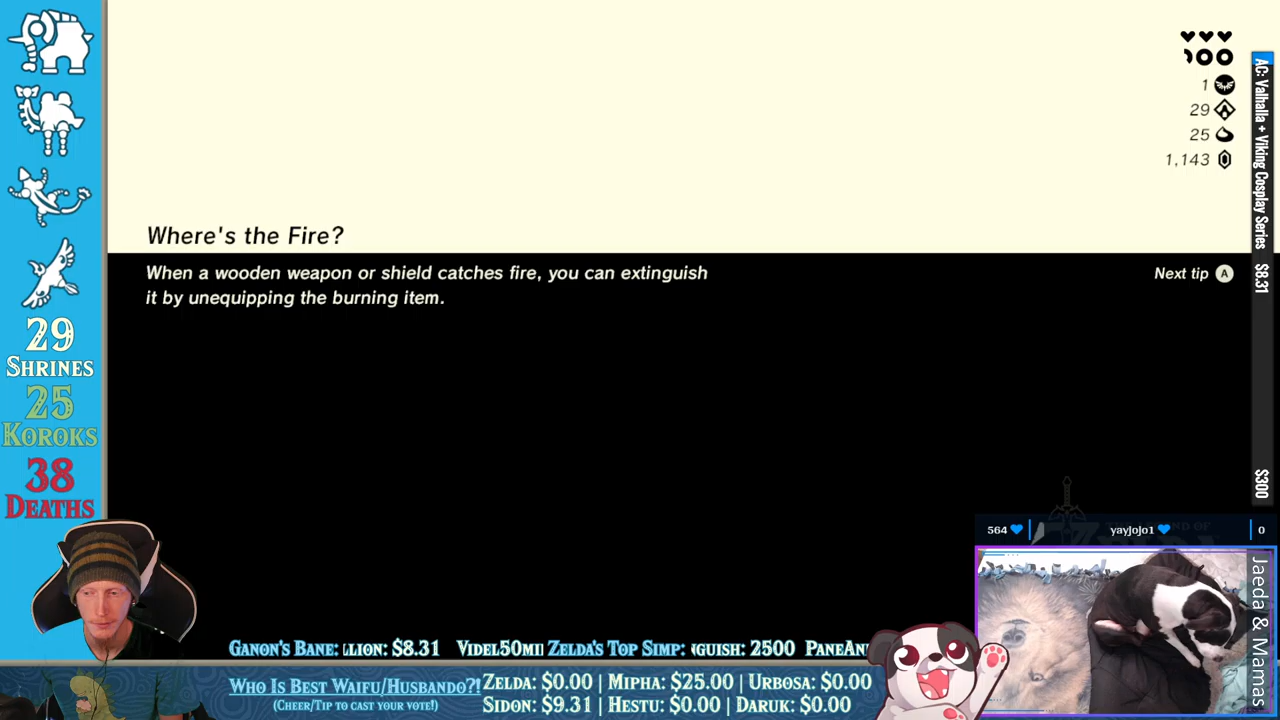 1
29
25
1,143
Where's the Fire?
When a wooden weapon or shield catches fire, you can extinguish
it by unequipping the burning item.
Next tip A
29
SHRINES
25
KOROKS
38
DEATHS
AC: Valhalla + Viking Cosplay Series $8.31
$300
564
yayjojo1
0
Jaeda & Mamas
GANON'S BANE: LLION: $8.31 VIDEL50MI ZELDA'S TOP SIMP: NGUISH: 2500 PANEAN
WHO IS BEST WAIFU/HUSBANDO?!
(CHEER/TIP TO CAST YOUR VOTE!)
ZELDA: $0.00 | MIPHA: $25.00 | URBOSA: $0.00
SIDON: $9.31 | HESTU: $0.00 | DARUK: $0.00